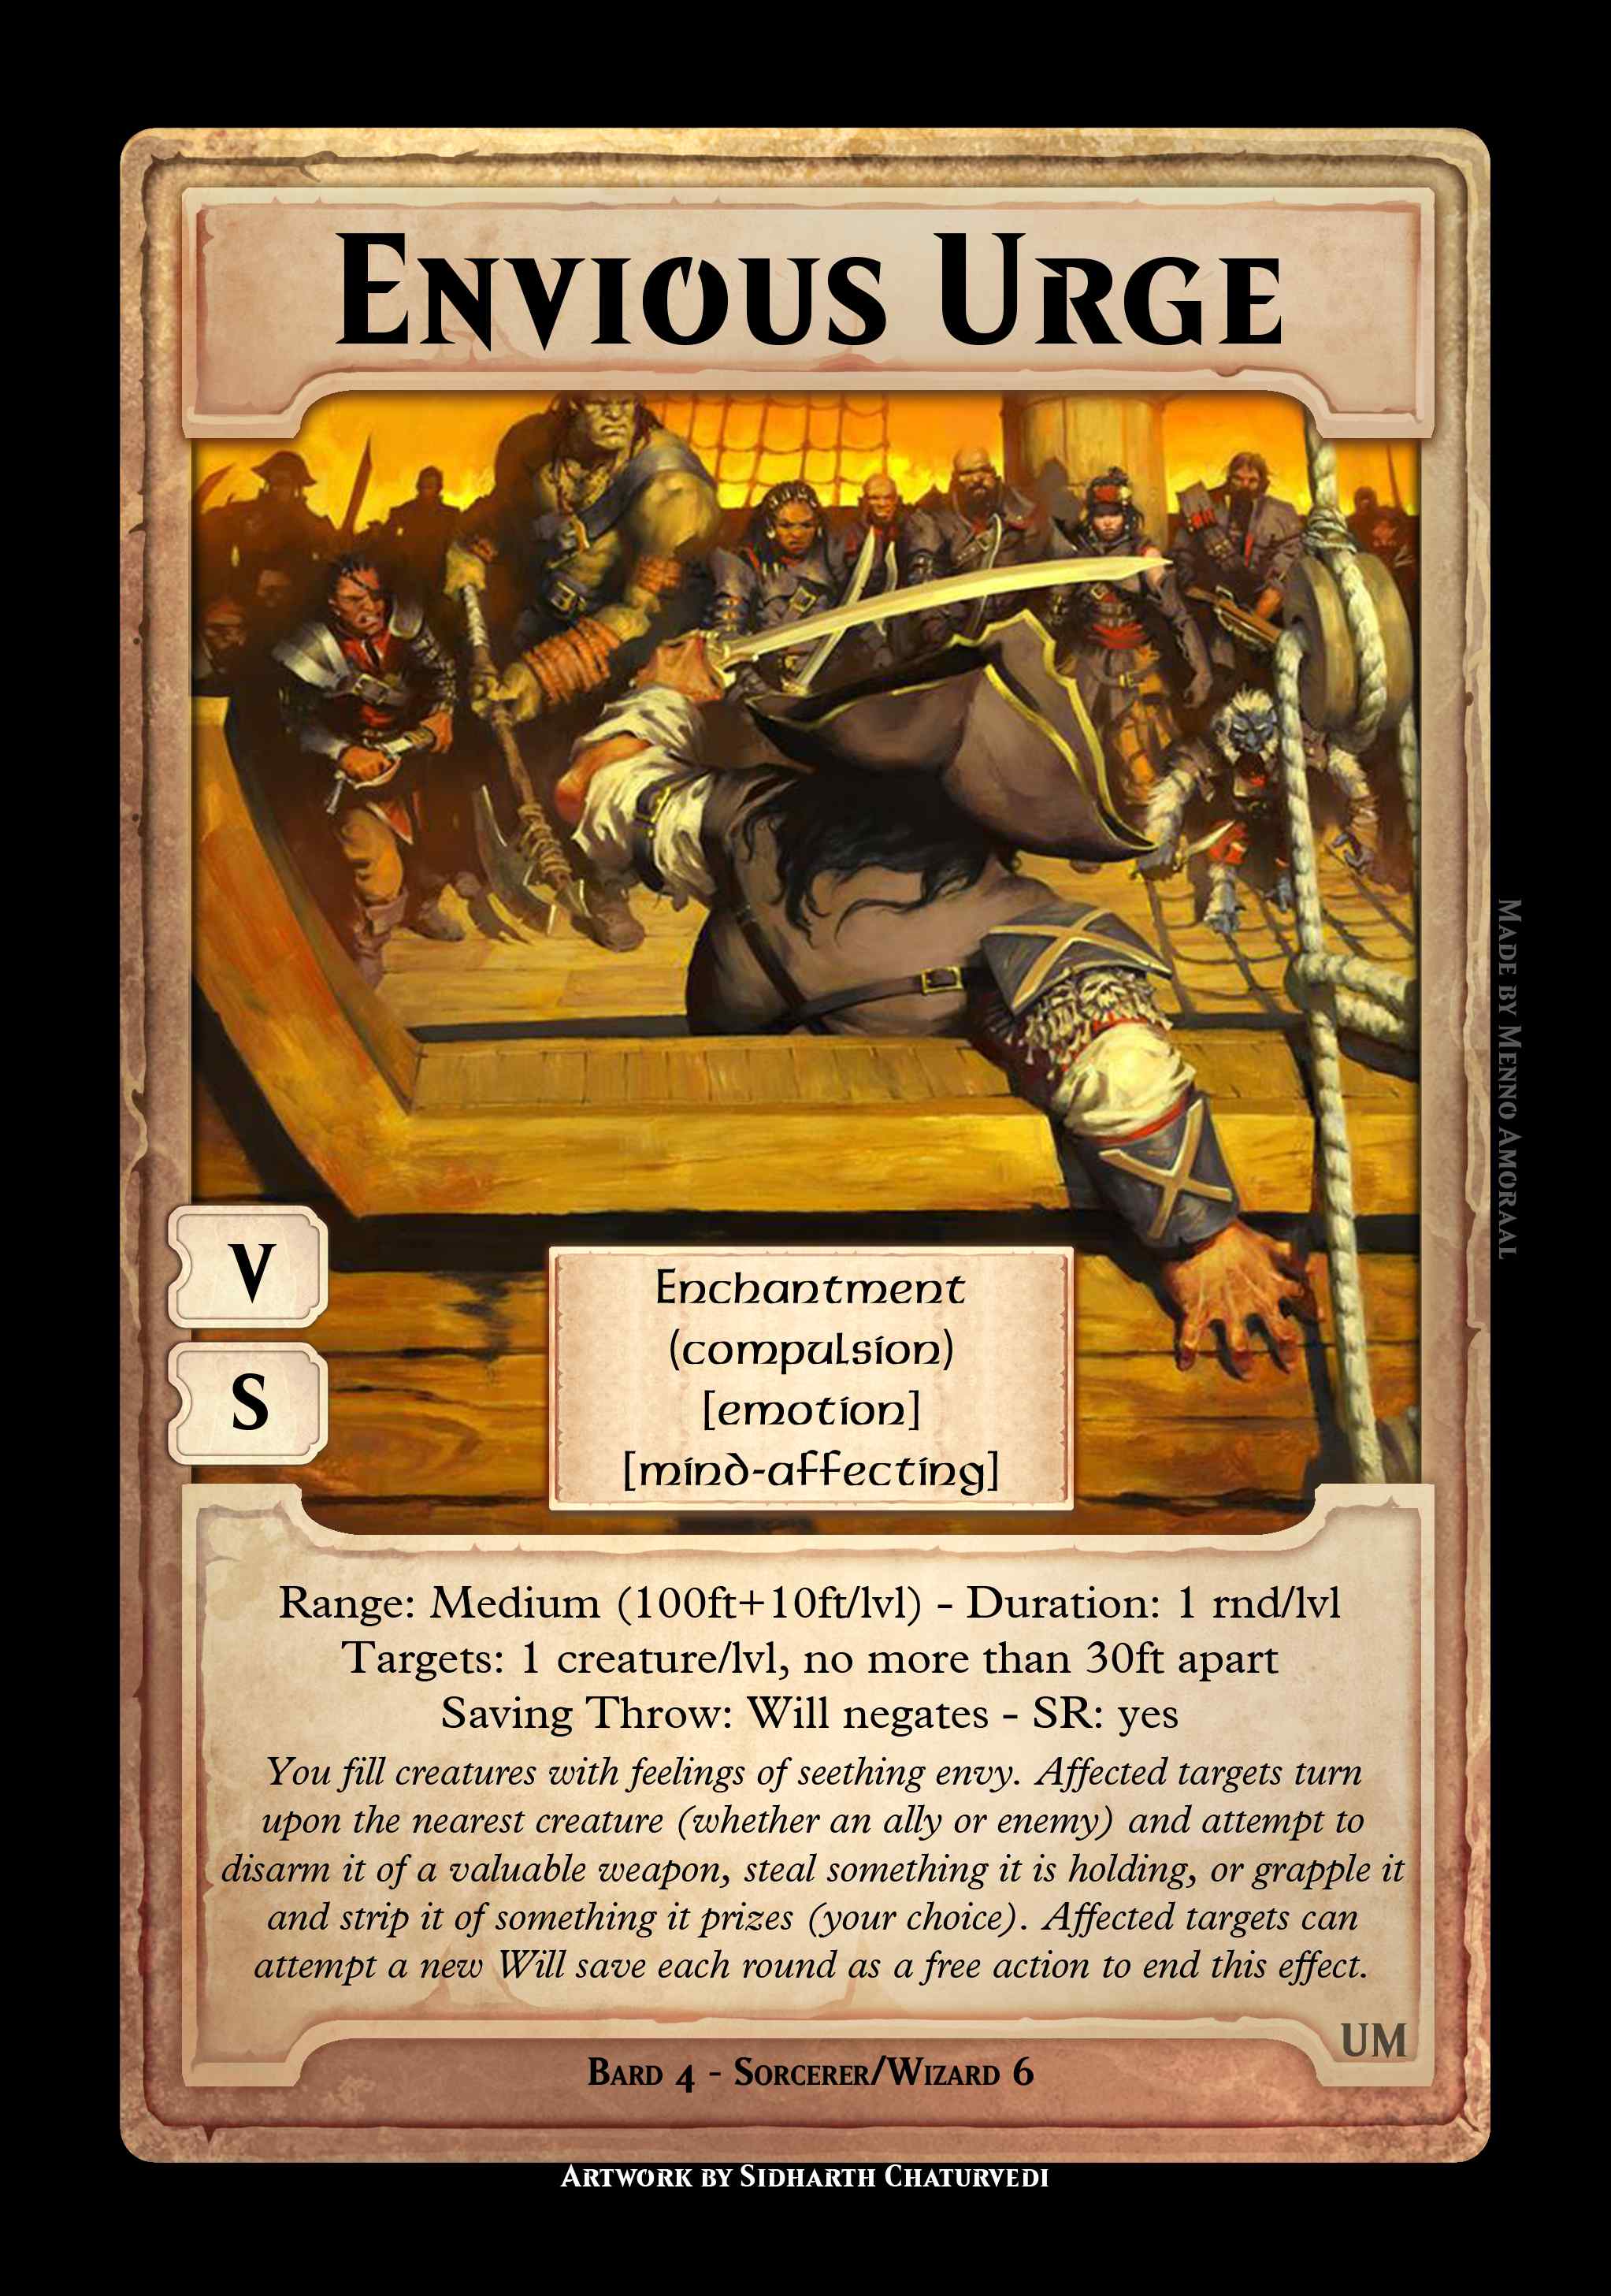 Envious Urge
V
S
Enchantment
(compulsion)
[emotion]
[mind-affecting]
Range: Medium (100ft+10ft/lvl) - Duration: 1 rnd/lvl
Targets: 1 creature/lvl, no more than 30ft apart
Saving Throw: Will negates - SR: yes
You fill creatures with feelings of seething envy. Affected targets turn
upon the nearest creature (whether an ally or enemy) and attempt to
disarm it of a valuable weapon, steal something it is holding, or grapple it
and strip it of something it prizes (your choice). Affected targets can
attempt a new Will save each round as a free action to end this effect.
UM
Bard 4 - Sorcerer/Wizard 6
Artwork by Sidharth Chaturvedi
Made by Menno Amoraal